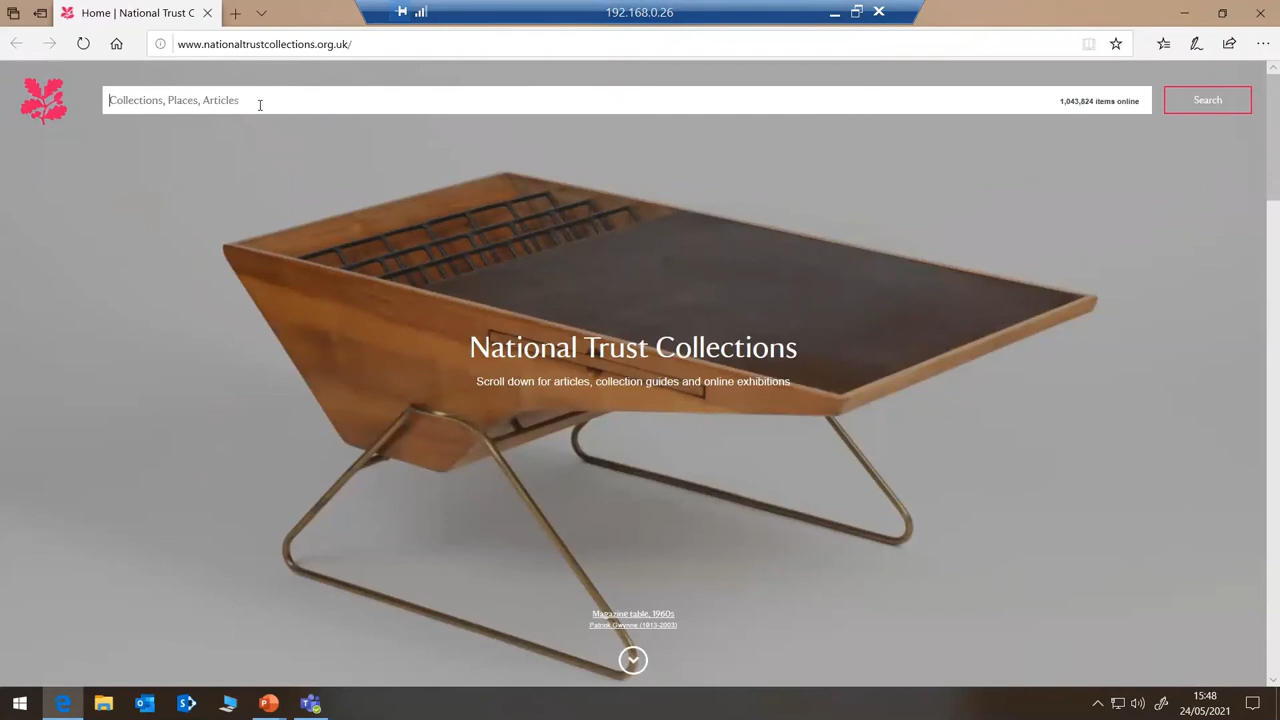 192.168.0.26
Home | National Trust C
www.nationaltrustcollections.org.uk/
Collections, Places, Articles
1,043,824 items online
Search
National Trust Collections
Scroll down for articles, collection guides and online exhibitions
Magazine table, 1960s
Patrick Gwynne (1913-2003)
15:48
24/05/2021